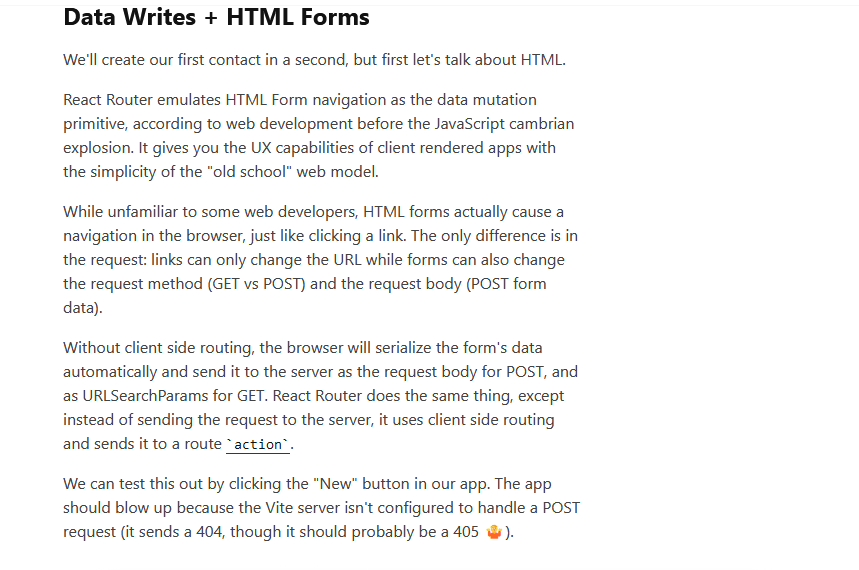 Data Writes + HTML Forms
We'll create our first contact in a second, but first let's talk about HTML.
React Router emulates HTML Form navigation as the data mutation
primitive, according to web development before the JavaScript cambrian
explosion. It gives you the UX capabilities of client rendered apps with
the simplicity of the "old school" web model.
While unfamiliar to some web developers, HTML forms actually cause a
navigation in the browser, just like clicking a link. The only difference is in
the request: links can only change the URL while forms can also change
the request method (GET vs POST) and the request body (POST form
data).
Without client side routing, the browser will serialize the form's data
automatically and send it to the server as the request body for POST, and
as URLSearchParams for GET. React Router does the same thing, except
instead of sending the request to the server, it uses client side routing
and sends it to a route `action`.
We can test this out by clicking the "New" button in our app. The app
should blow up because the Vite server isn't configured to handle a POST
request (it sends a 404, though it should probably be a 405 🤷).